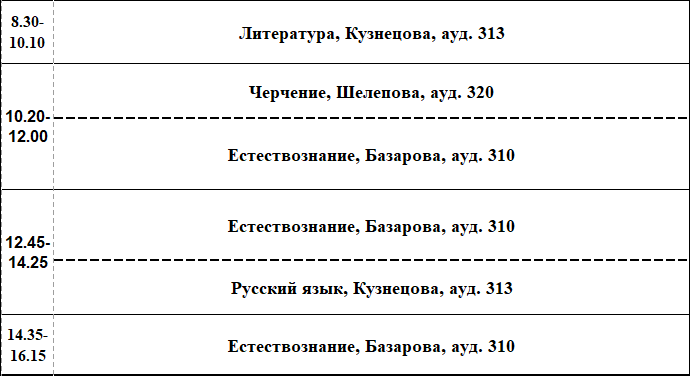 8.30-
10.10
Литература, Кузнецова, ауд. 313
Черчение, Шелепова, ауд. 320
10.20-
12.00
Естествознание, Базарова, ауд. 310
Естествознание, Базарова, ауд. 310
12.45-
14.25
Русский язык, Кузнецова, ауд. 313
14.35-
16.15
Естествознание, Базарова, ауд. 310